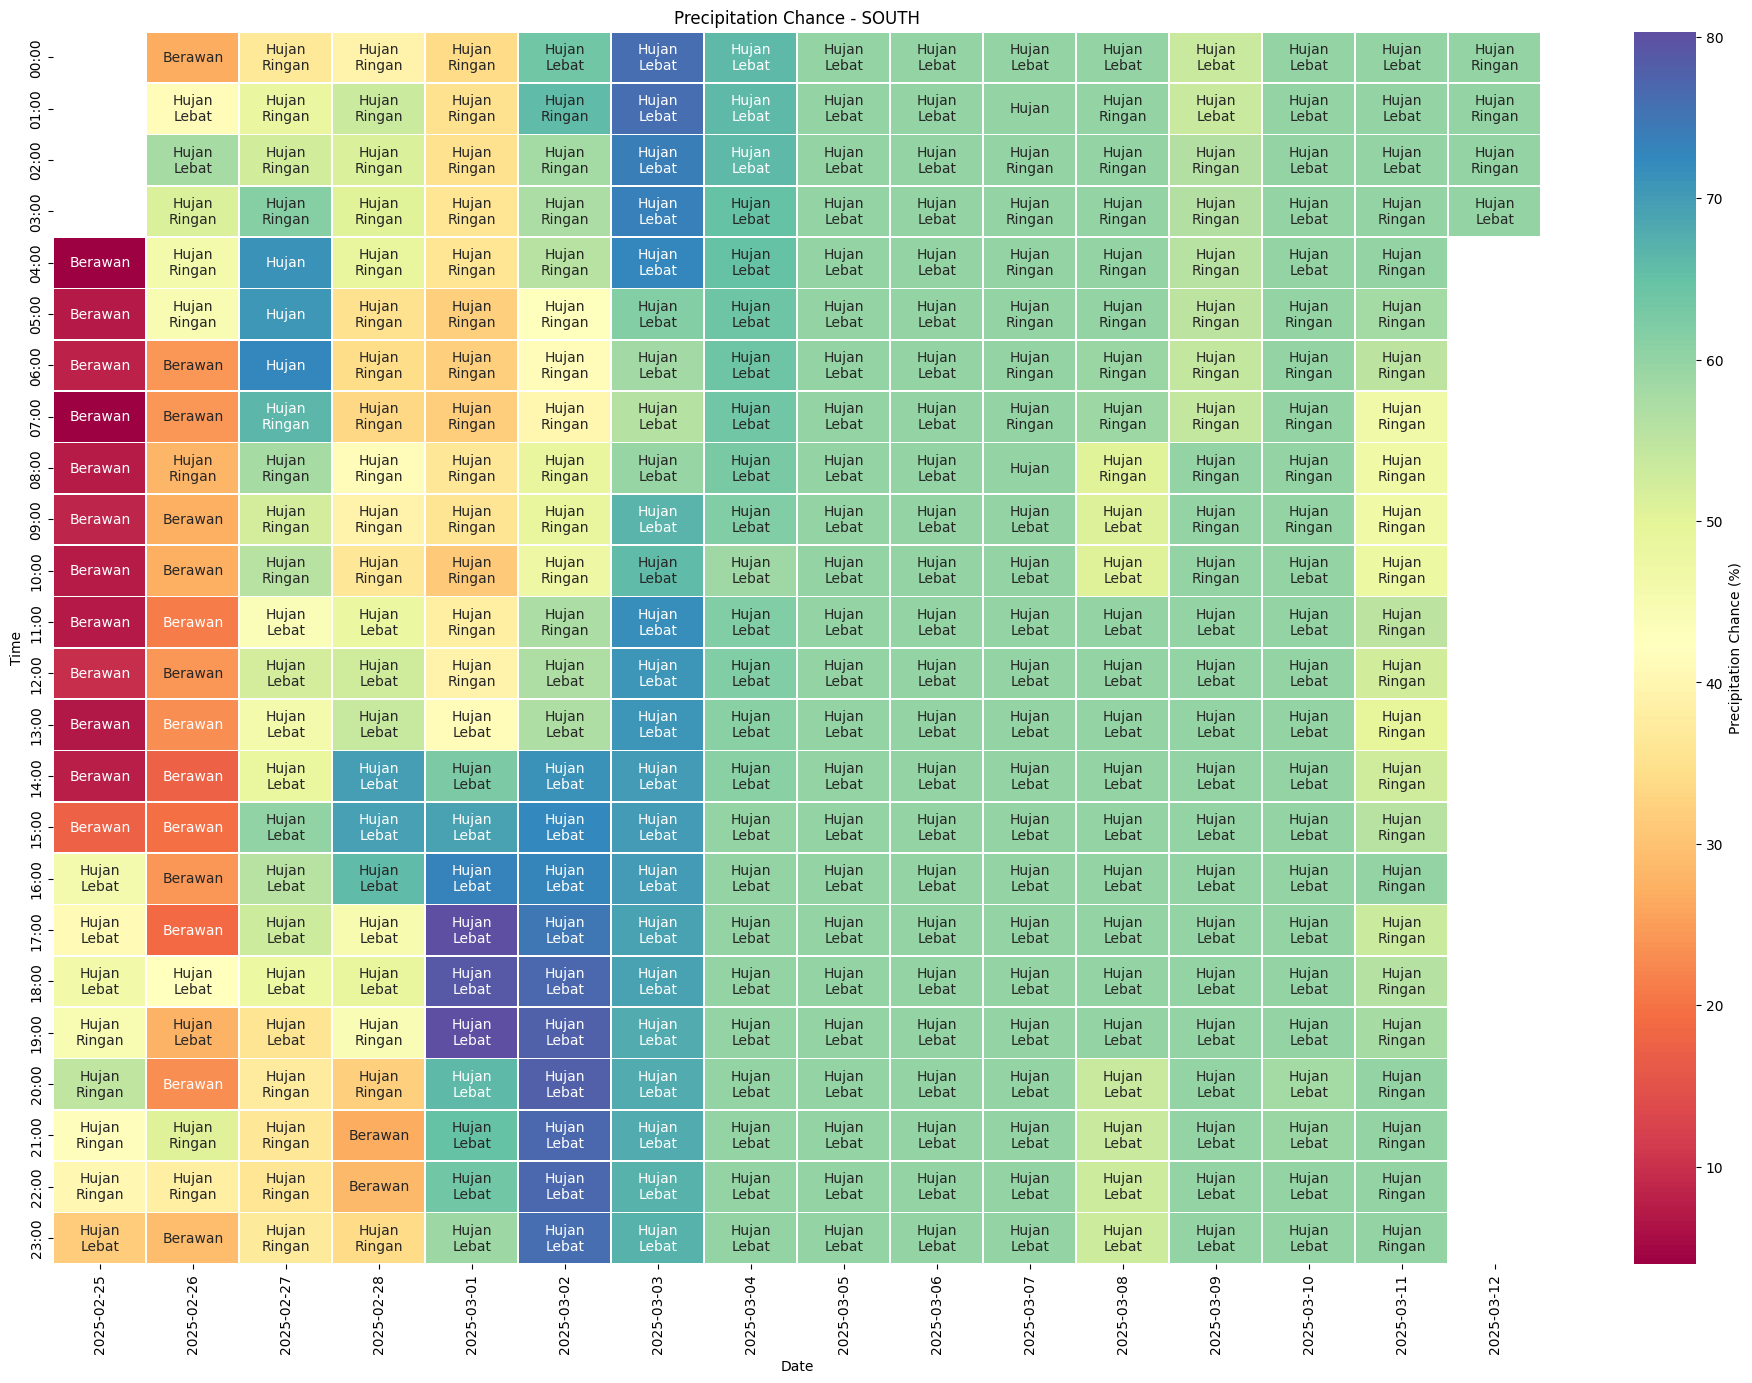 Precipitation Chance - SOUTH
00:00 Berawan Hujan Ringan Hujan Ringan Hujan Ringan Hujan Lebat Hujan Lebat Hujan Lebat Hujan Lebat Hujan Lebat Hujan Lebat Hujan Lebat Hujan Lebat Hujan Lebat Hujan Lebat Hujan Ringan
01:00 Hujan Lebat Hujan Ringan Hujan Ringan Hujan Ringan Hujan Ringan Hujan Lebat Hujan Lebat Hujan Lebat Hujan Lebat Hujan Hujan Ringan Hujan Lebat Hujan Lebat Hujan Lebat Hujan Ringan
02:00 Hujan Lebat Hujan Ringan Hujan Ringan Hujan Ringan Hujan Ringan Hujan Lebat Hujan Lebat Hujan Lebat Hujan Lebat Hujan Ringan Hujan Ringan Hujan Ringan Hujan Lebat Hujan Lebat Hujan Ringan
03:00 Hujan Ringan Hujan Ringan Hujan Ringan Hujan Ringan Hujan Ringan Hujan Lebat Hujan Lebat Hujan Lebat Hujan Lebat Hujan Ringan Hujan Ringan Hujan Ringan Hujan Lebat Hujan Ringan Hujan Lebat
04:00 Berawan Hujan Ringan Hujan Hujan Ringan Hujan Ringan Hujan Ringan Hujan Lebat Hujan Lebat Hujan Lebat Hujan Lebat Hujan Ringan Hujan Ringan Hujan Ringan Hujan Lebat Hujan Ringan
05:00 Berawan Hujan Ringan Hujan Hujan Ringan Hujan Ringan Hujan Ringan Hujan Lebat Hujan Lebat Hujan Lebat Hujan Lebat Hujan Ringan Hujan Ringan Hujan Ringan Hujan Ringan Hujan Ringan
06:00 Berawan Berawan Hujan Hujan Ringan Hujan Ringan Hujan Ringan Hujan Lebat Hujan Lebat Hujan Lebat Hujan Lebat Hujan Ringan Hujan Ringan Hujan Ringan Hujan Ringan Hujan Ringan
07:00 Berawan Berawan Hujan Ringan Hujan Ringan Hujan Ringan Hujan Ringan Hujan Lebat Hujan Lebat Hujan Lebat Hujan Lebat Hujan Ringan Hujan Ringan Hujan Ringan Hujan Ringan Hujan Ringan
08:00 Berawan Hujan Ringan Hujan Ringan Hujan Ringan Hujan Ringan Hujan Ringan Hujan Lebat Hujan Lebat Hujan Lebat Hujan Lebat Hujan Hujan Ringan Hujan Ringan Hujan Ringan Hujan Ringan
09:00 Berawan Berawan Hujan Ringan Hujan Ringan Hujan Ringan Hujan Ringan Hujan Lebat Hujan Lebat Hujan Lebat Hujan Lebat Hujan Lebat Hujan Lebat Hujan Ringan Hujan Ringan Hujan Ringan
10:00 Berawan Berawan Hujan Ringan Hujan Ringan Hujan Ringan Hujan Ringan Hujan Lebat Hujan Lebat Hujan Lebat Hujan Lebat Hujan Lebat Hujan Lebat Hujan Ringan Hujan Lebat Hujan Ringan
11:00 Berawan Berawan Hujan Lebat Hujan Lebat Hujan Ringan Hujan Ringan Hujan Lebat Hujan Lebat Hujan Lebat Hujan Lebat Hujan Lebat Hujan Lebat Hujan Lebat Hujan Lebat Hujan Ringan
12:00 Berawan Berawan Hujan Lebat Hujan Lebat Hujan Ringan Hujan Lebat Hujan Lebat Hujan Lebat Hujan Lebat Hujan Lebat Hujan Lebat Hujan Lebat Hujan Lebat Hujan Lebat Hujan Ringan
13:00 Berawan Berawan Hujan Lebat Hujan Lebat Hujan Lebat Hujan Lebat Hujan Lebat Hujan Lebat Hujan Lebat Hujan Lebat Hujan Lebat Hujan Lebat Hujan Lebat Hujan Lebat Hujan Ringan
14:00 Berawan Berawan Hujan Lebat Hujan Lebat Hujan Lebat Hujan Lebat Hujan Lebat Hujan Lebat Hujan Lebat Hujan Lebat Hujan Lebat Hujan Lebat Hujan Lebat Hujan Lebat Hujan Ringan
15:00 Berawan Berawan Hujan Lebat Hujan Lebat Hujan Lebat Hujan Lebat Hujan Lebat Hujan Lebat Hujan Lebat Hujan Lebat Hujan Lebat Hujan Lebat Hujan Lebat Hujan Lebat Hujan Ringan
16:00 Hujan Lebat Berawan Hujan Lebat Hujan Lebat Hujan Lebat Hujan Lebat Hujan Lebat Hujan Lebat Hujan Lebat Hujan Lebat Hujan Lebat Hujan Lebat Hujan Lebat Hujan Lebat Hujan Ringan
17:00 Hujan Lebat Berawan Hujan Lebat Hujan Lebat Hujan Lebat Hujan Lebat Hujan Lebat Hujan Lebat Hujan Lebat Hujan Lebat Hujan Lebat Hujan Lebat Hujan Lebat Hujan Lebat Hujan Ringan
18:00 Hujan Lebat Hujan Lebat Hujan Lebat Hujan Lebat Hujan Lebat Hujan Lebat Hujan Lebat Hujan Lebat Hujan Lebat Hujan Lebat Hujan Lebat Hujan Lebat Hujan Lebat Hujan Lebat Hujan Ringan
19:00 Hujan Ringan Hujan Lebat Hujan Lebat Hujan Ringan Hujan Lebat Hujan Lebat Hujan Lebat Hujan Lebat Hujan Lebat Hujan Lebat Hujan Lebat Hujan Lebat Hujan Lebat Hujan Lebat Hujan Ringan
20:00 Hujan Ringan Berawan Hujan Ringan Hujan Ringan Hujan Lebat Hujan Lebat Hujan Lebat Hujan Lebat Hujan Lebat Hujan Lebat Hujan Lebat Hujan Lebat Hujan Lebat Hujan Lebat Hujan Ringan
21:00 Hujan Ringan Hujan Ringan Hujan Ringan Berawan Hujan Lebat Hujan Lebat Hujan Lebat Hujan Lebat Hujan Lebat Hujan Lebat Hujan Lebat Hujan Lebat Hujan Lebat Hujan Lebat Hujan Ringan
22:00 Hujan Ringan Hujan Ringan Hujan Ringan Berawan Hujan Lebat Hujan Lebat Hujan Lebat Hujan Lebat Hujan Lebat Hujan Lebat Hujan Lebat Hujan Lebat Hujan Lebat Hujan Lebat Hujan Ringan
23:00 Hujan Lebat Berawan Hujan Ringan Hujan Ringan Hujan Lebat Hujan Lebat Hujan Lebat Hujan Lebat Hujan Lebat Hujan Lebat Hujan Lebat Hujan Lebat Hujan Lebat Hujan Lebat Hujan Ringan
Time
2025-02-25 2025-02-26 2025-02-27 2025-02-28 2025-03-01 2025-03-02 2025-03-03 2025-03-04 2025-03-05 2025-03-06 2025-03-07 2025-03-08 2025-03-09 2025-03-10 2025-03-11 2025-03-12
Date
80
70
60
50
40
30
20
10
Precipitation Chance (%)